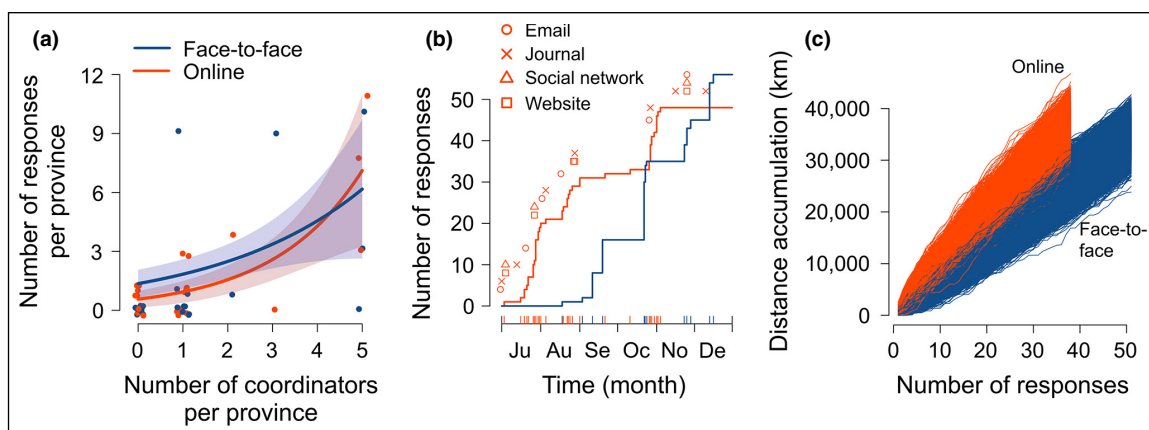 (a)
Face-to-face
Online
12
9
6
3
0
Number of responses
per province
0 1 2 3 4 5
Number of coordinators
per province
(b)
Email
Journal
Social network
Website
50
40
30
20
10
0
Number of responses
Ju Au Se Oc No De
Time (month)
(c)
Online
Face-to-
face
40,000
30,000
20,000
10,000
0
Distance accumulation (km)
0 10 20 30 40 50
Number of responses